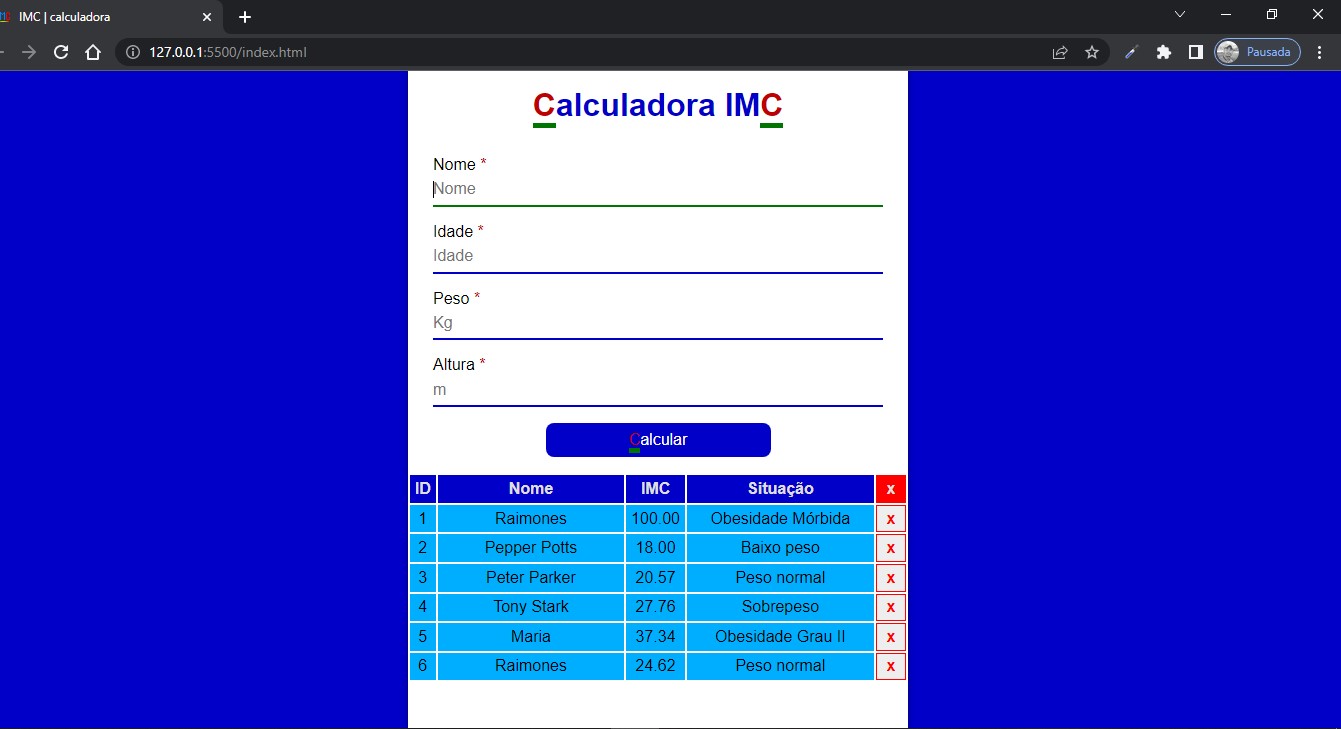 IMC | calculadora
127.0.0.1:5500/index.html
Pausada
Calculadora IMC
Nome *
Nome
Idade *
Idade
Peso *
Kg
Altura *
m
Calcular
ID Nome IMC Situação x
1 Raimones 100.00 Obesidade Mórbida x
2 Pepper Potts 18.00 Baixo peso x
3 Peter Parker 20.57 Peso normal x
4 Tony Stark 27.76 Sobrepeso x
5 Maria 37.34 Obesidade Grau II x
6 Raimones 24.62 Peso normal x